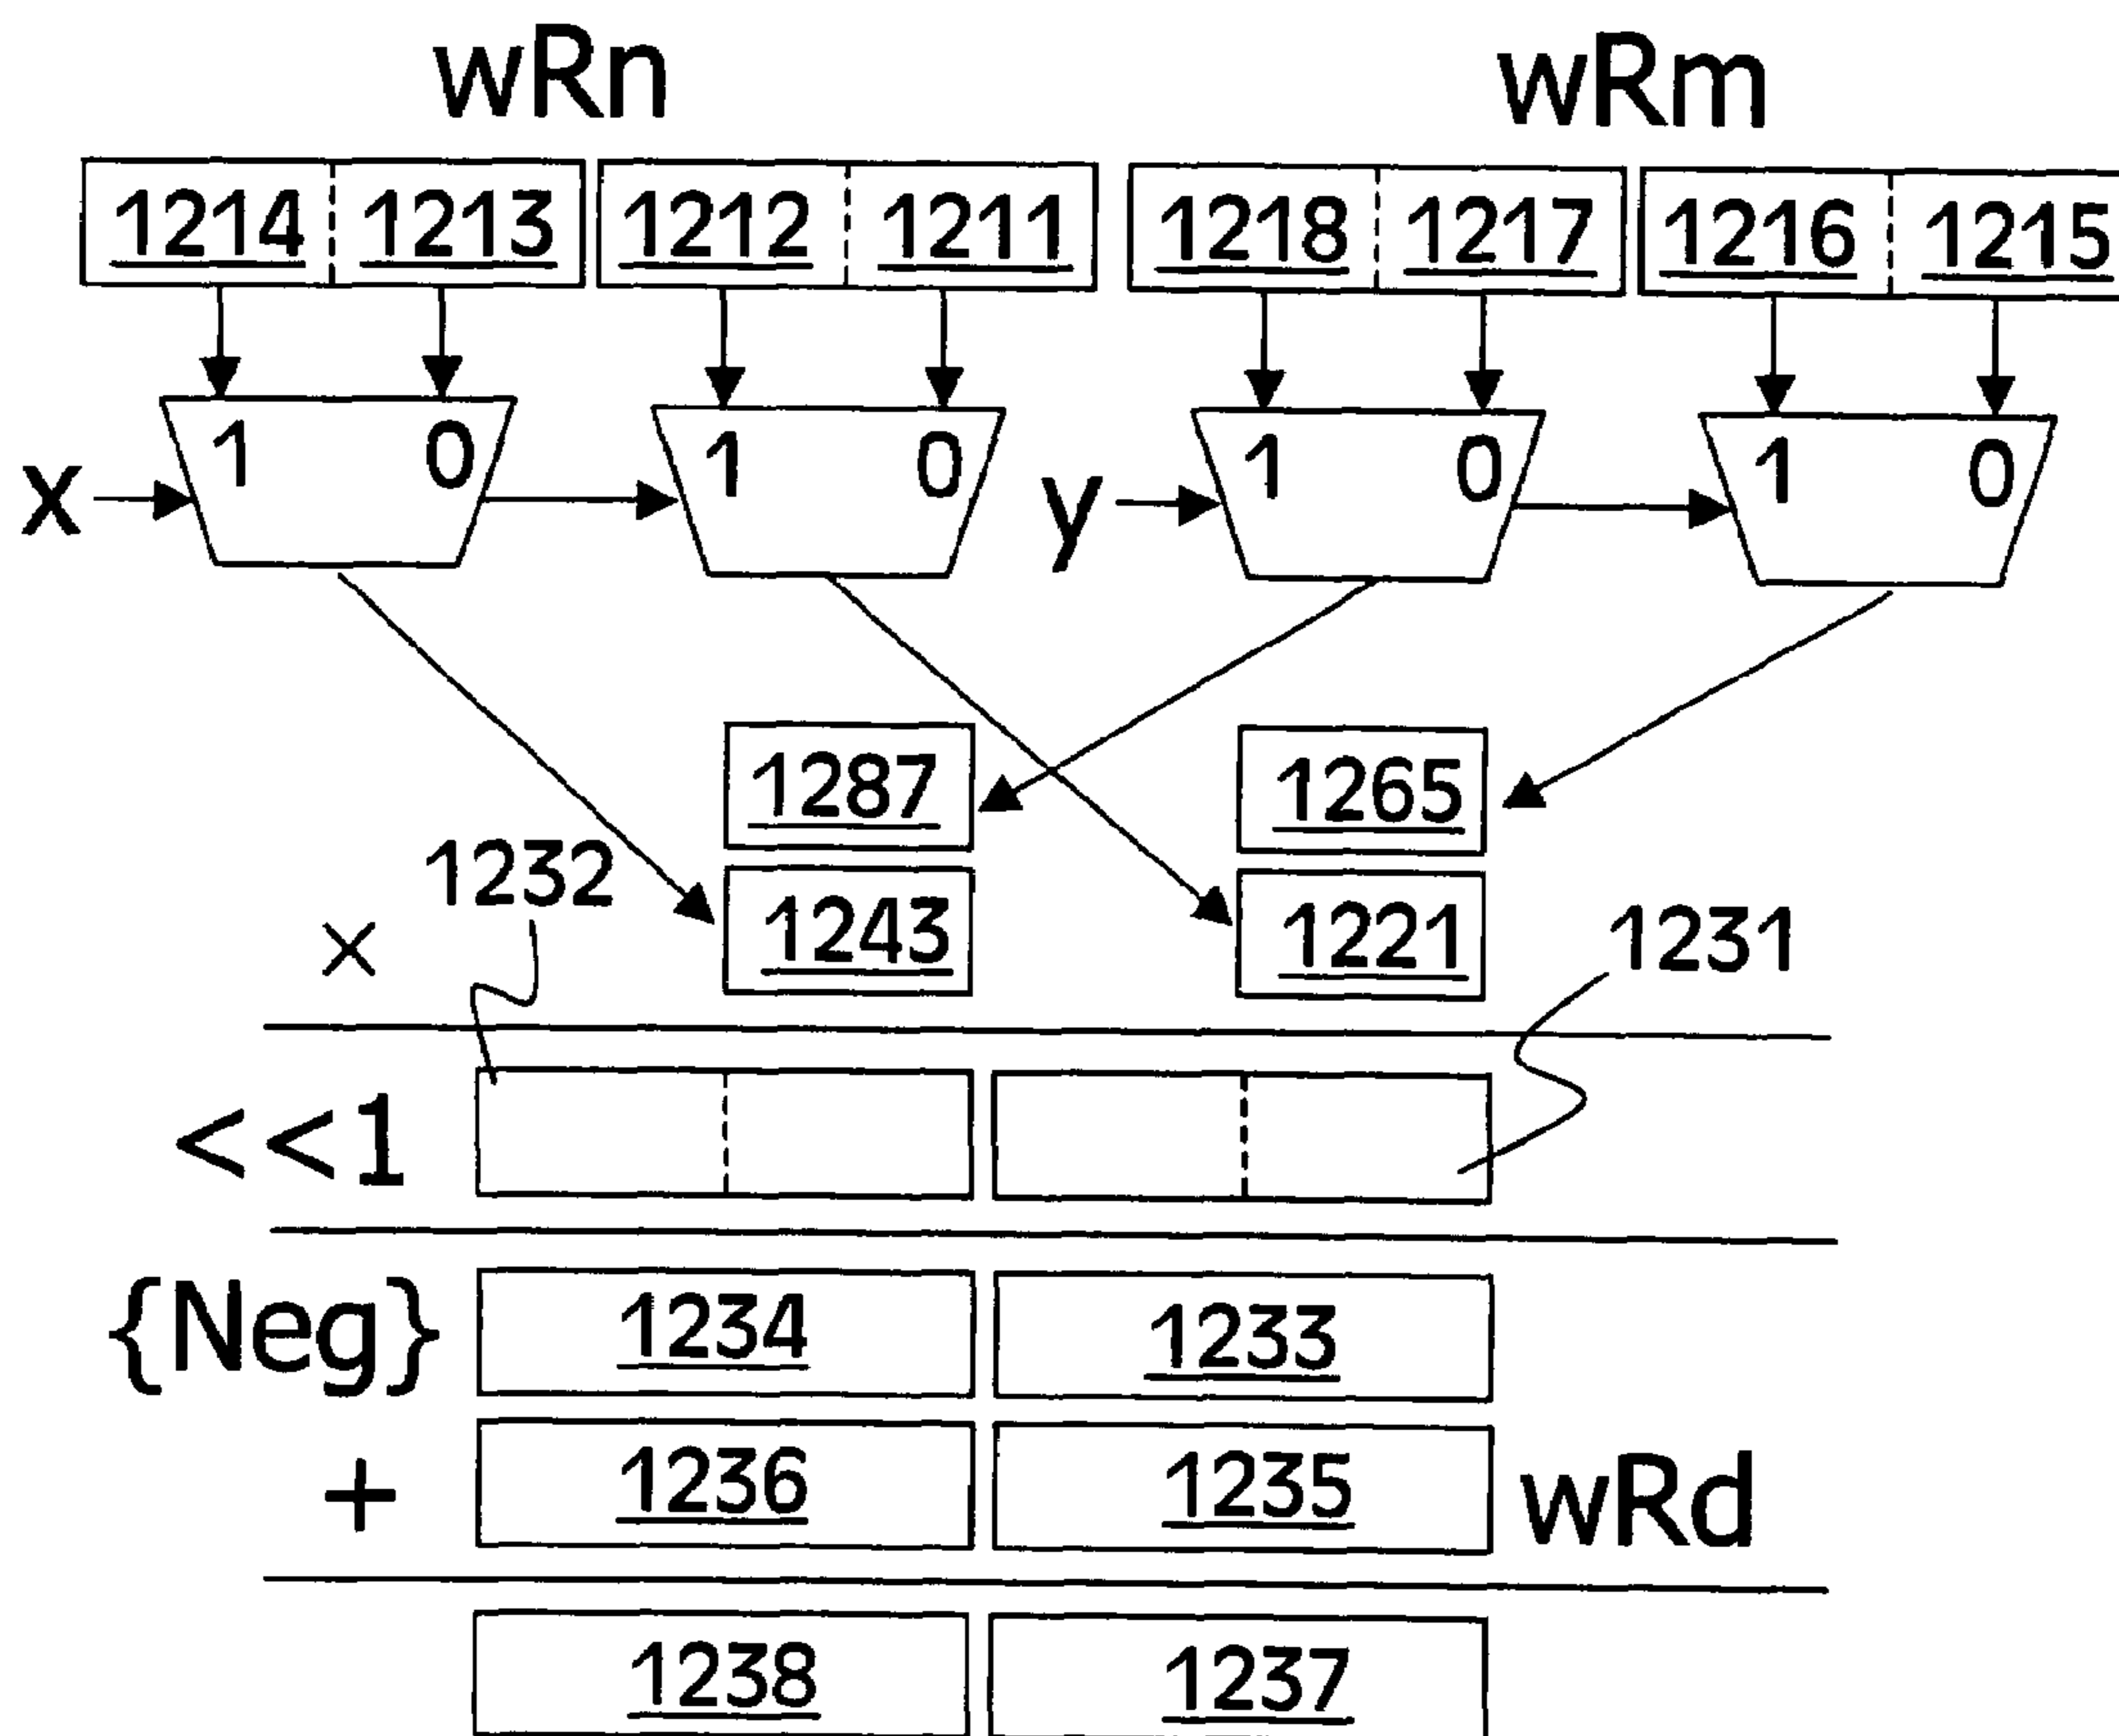 wRn wRm
1214 1213 1212 1211 1218 1217 1216 1215
1 0 1 0 1 0 1 0
x y
1287 1265
1232
× 1243 1221 1231
<<1
{Neg} 1234 1233
+ 1236 1235 wRd
1238 1237